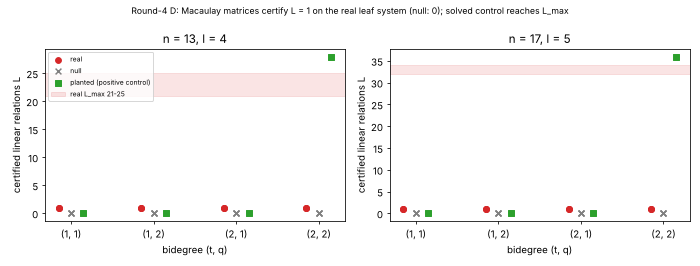 Round-4 D: Macaulay matrices certify L = 1 on the real leaf system (null: 0); solved control reaches L_max
n = 13, l = 4
certified linear relations L
25
20
15
10
5
0
real
null
planted (positive control)
real L_max 21-25
(1, 1)
(1, 2)
(2, 1)
(2, 2)
bidegree (t, q)
n = 17, l = 5
certified linear relations L
35
30
25
20
15
10
5
0
(1, 1)
(1, 2)
(2, 1)
(2, 2)
bidegree (t, q)